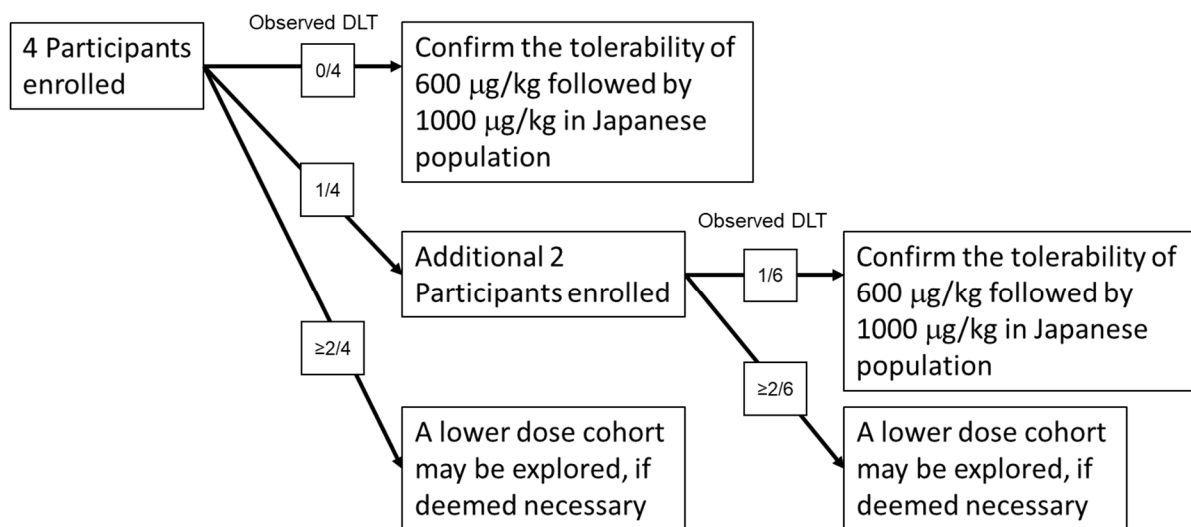 4 Participants
enrolled
Observed DLT
0/4
Confirm the tolerability of
600 μg/kg followed by
1000 μg/kg in Japanese
population
1/4
Additional 2
Participants enrolled
Observed DLT
1/6
Confirm the tolerability of
600 μg/kg followed by
1000 μg/kg in Japanese
population
≥2/4
A lower dose cohort
may be explored, if
deemed necessary
≥2/6
A lower dose cohort
may be explored, if
deemed necessary